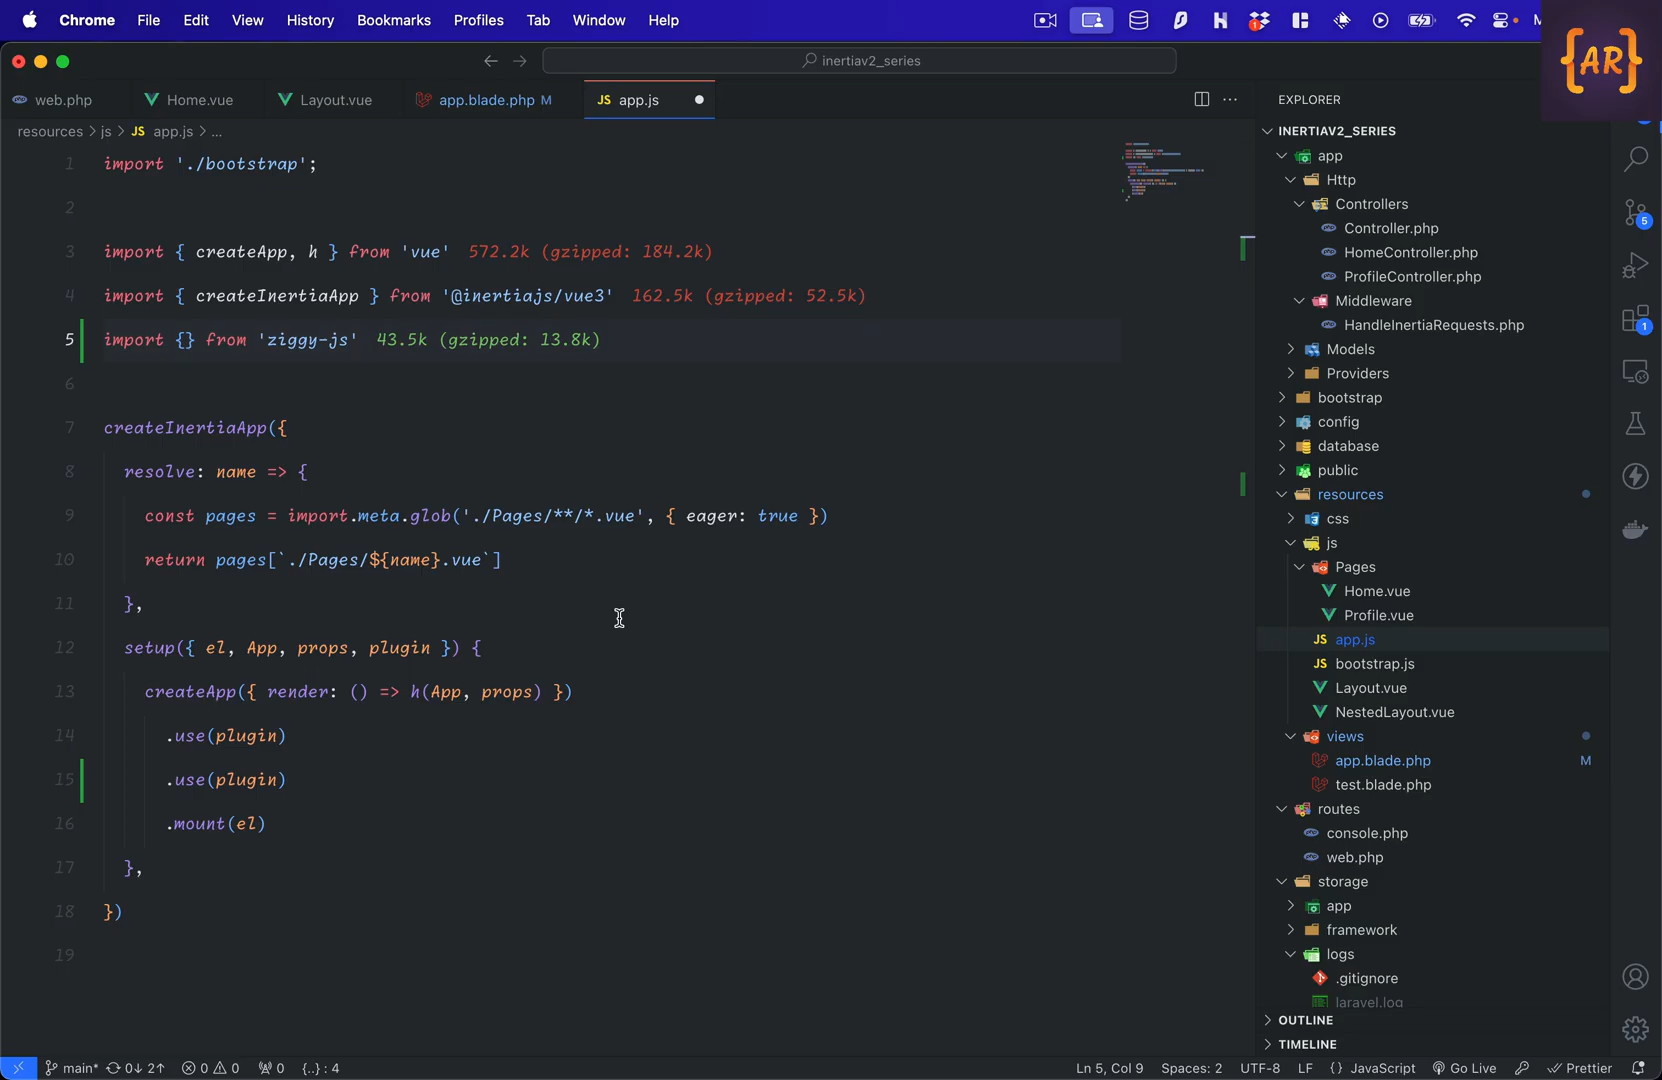 Chrome File Edit View History Bookmarks Profiles Tab Window Help
{AR}
inertiav2_series
web.php Home.vue Layout.vue app.blade.php M JS app.js
resources > js > JS app.js > ...
1 import './bootstrap';
2
3 import { createApp, h } from 'vue' 572.2k (gzipped: 184.2k)
4 import { createInertiaApp } from '@inertiajs/vue3' 162.5k (gzipped: 52.5k)
5 import {} from 'ziggy-js' 43.5k (gzipped: 13.8k)
6
7 createInertiaApp({
8 resolve: name => {
9 const pages = import.meta.glob('./Pages/**/*.vue', { eager: true })
10 return pages[`./Pages/${name}.vue`]
11 },
12 setup({ el, App, props, plugin }) {
13 createApp({ render: () => h(App, props) })
14 .use(plugin)
15 .use(plugin)
16 .mount(el)
17 },
18 })
19
EXPLORER
INERTIAV2_SERIES
app
Http
Controllers
Controller.php
HomeController.php
ProfileController.php
Middleware
HandleInertiaRequests.php
Models
Providers
bootstrap
config
database
public
resources
css
js
Pages
Home.vue
Profile.vue
JS app.js
JS bootstrap.js
Layout.vue
NestedLayout.vue
views
app.blade.php M
test.blade.php
routes
console.php
web.php
storage
app
framework
logs
.gitignore
laravel.log
OUTLINE
TIMELINE
5
1
main* 0↓ 2↑ 0 0 0 {..} : 4
Ln 5, Col 9 Spaces: 2 UTF-8 LF {} JavaScript Go Live Prettier